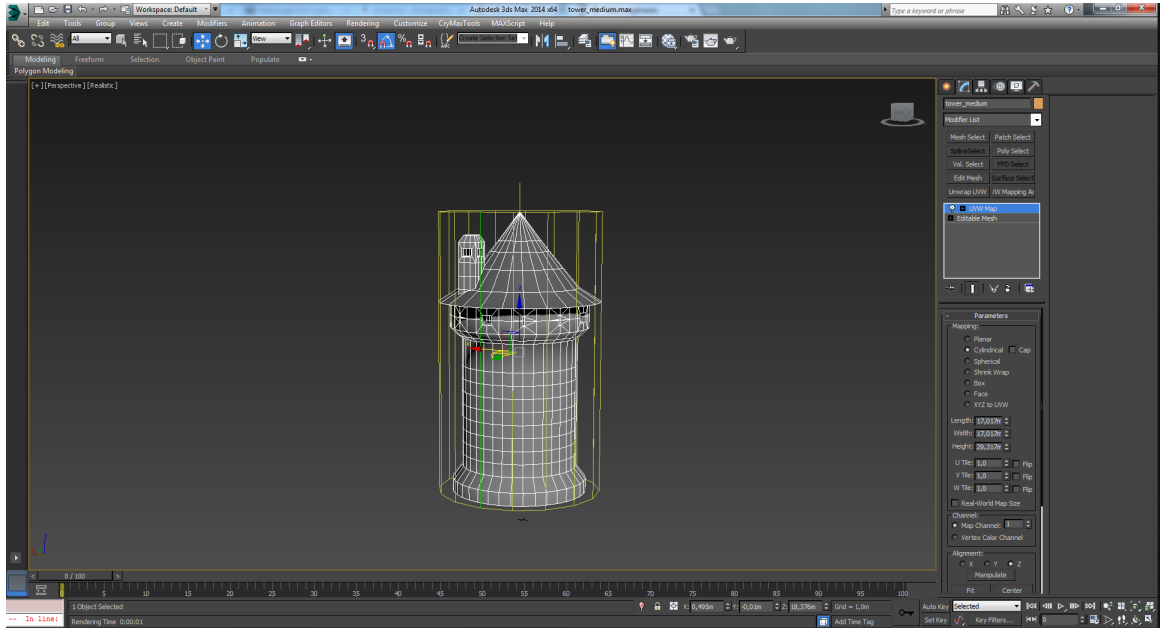 Workspace: Default
Autodesk 3ds Max 2014 x64 tower_medium.max
Type a keyword or phrase
Edit Tools Group Views Create Modifiers Animation Graph Editors Rendering Customize CryMaxTools MAXScript Help
All View Create Selection Se
Modeling Freeform Selection Object Paint Populate
Polygon Modeling
[+][Perspective][Realistic]
tower_medium
Modifier List
Mesh Select Patch Select
SplineSelect Poly Select
Vol. Select FFD Select
Edit Mesh Surface Select
Unwrap UVW /W Mapping Ac
UVW Map
Editable Mesh
Parameters
Mapping:
Planar
Cylindrical Cap
Spherical
Shrink Wrap
Box
Face
XYZ to UVW
Length: 17,017m
Width: 17,017m
Height: 29,317m
U Tile: 1,0 Flip
V Tile: 1,0 Flip
W Tile: 1,0 Flip
Real-World Map Size
Channel:
Map Channel: 1
Vertex Color Channel
Alignment:
X Y Z
Manipulate
Fit Center
0 / 100
0 5 10 15 20 25 30 35 40 45 50 55 60 65 70 75 80 85 90 95 100
1 Object Selected X: 0,495m Y: -0,01m Z: 18,376m Grid = 1,0m Auto Key Selected
-- In line: Rendering Time 0:00:01 Add Time Tag Set Key Key Filters... 0